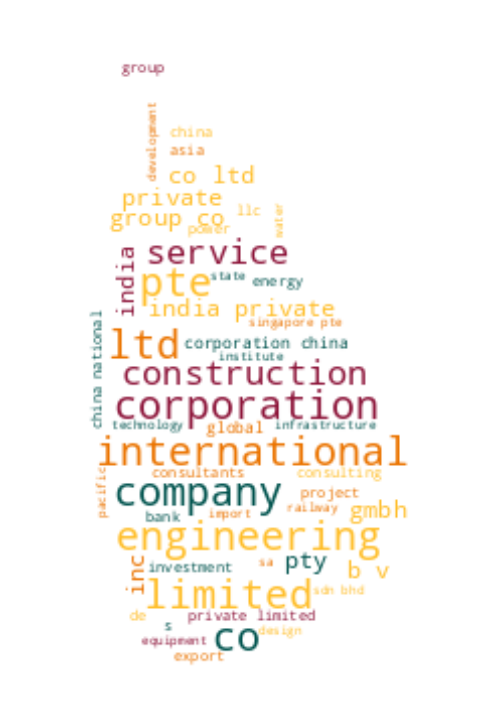 group
development
china
asia
co ltd
private
group co
llc
water
power
service
india
pte
state
energy
india private
singapore pte
ltd
corporation china
institute
china national
construction
corporation
technology
global
infrastructure
international
consultants
consulting
pacific
company
project
bank
import
railway
gmbh
engineering
inc
investment
sa
pty
b v
limited
sdn bhd
de
s
private limited
equipment
co
design
export